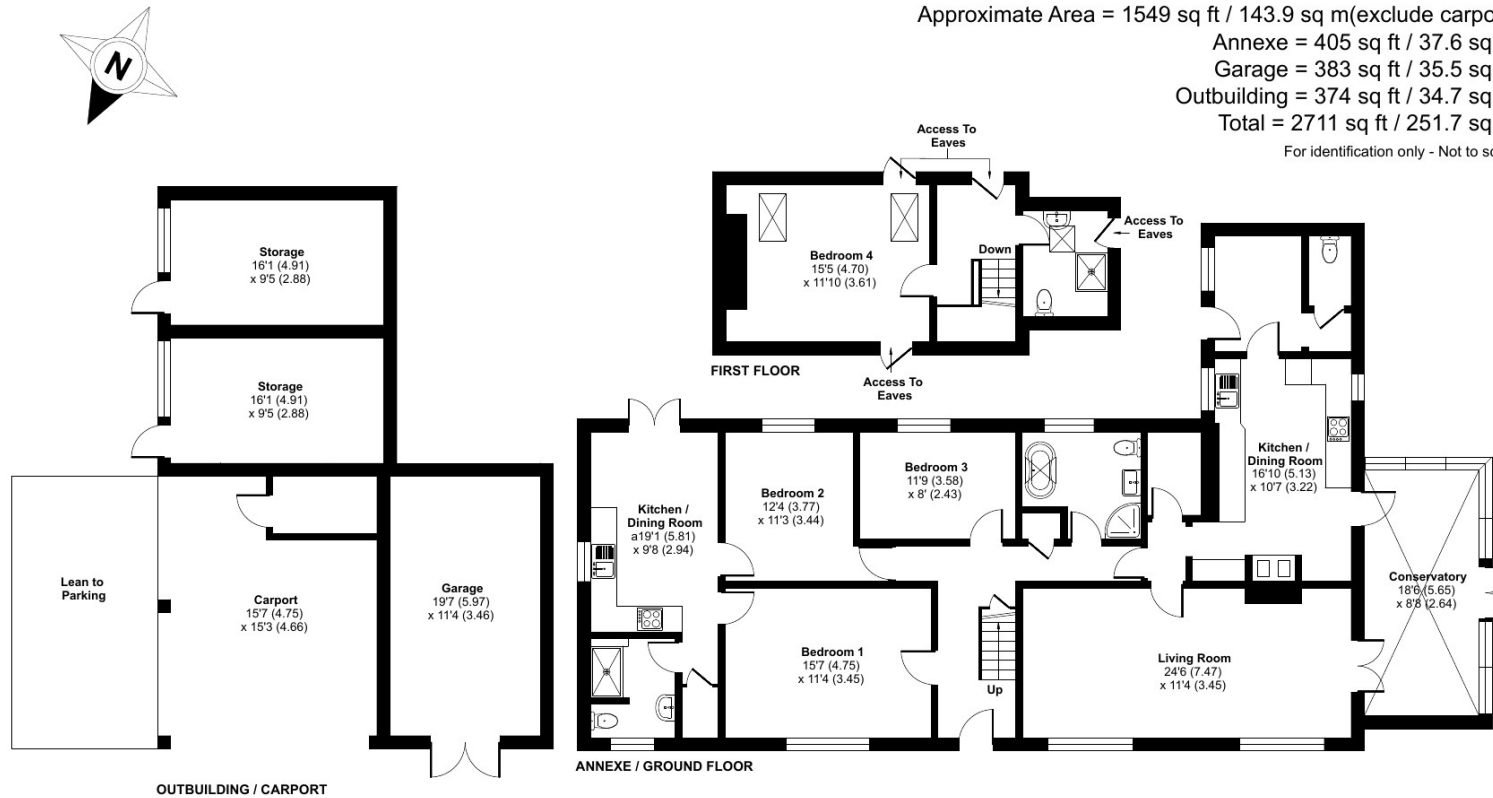 Approximate Area = 1549 sq ft / 143.9 sq m(exclude carpo
Annexe = 405 sq ft / 37.6 sq
Garage = 383 sq ft / 35.5 sq
Outbuilding = 374 sq ft / 34.7 sq
Total = 2711 sq ft / 251.7 sq
For identification only - Not to sc
N
Access To
Eaves
Storage
16'1 (4.91)
x 9'5 (2.88)
Bedroom 4
15'5 (4.70)
x 11'10 (3.61)
Down
Access To
Eaves
FIRST FLOOR
Access To
Eaves
Storage
16'1 (4.91)
x 9'5 (2.88)
Kitchen /
Dining Room
16'10 (5.13)
x 10'7 (3.22)
Bedroom 3
11'9 (3.58)
x 8' (2.43)
Bedroom 2
12'4 (3.77)
x 11'3 (3.44)
Kitchen /
Dining Room
a19'1 (5.81)
x 9'8 (2.94)
Lean to
Parking
Carport
15'7 (4.75)
x 15'3 (4.66)
Garage
19'7 (5.97)
x 11'4 (3.46)
Conservatory
18'6 (5.65)
x 8'8 (2.64)
Bedroom 1
15'7 (4.75)
x 11'4 (3.45)
Up
Living Room
24'6 (7.47)
x 11'4 (3.45)
ANNEXE / GROUND FLOOR
OUTBUILDING / CARPORT